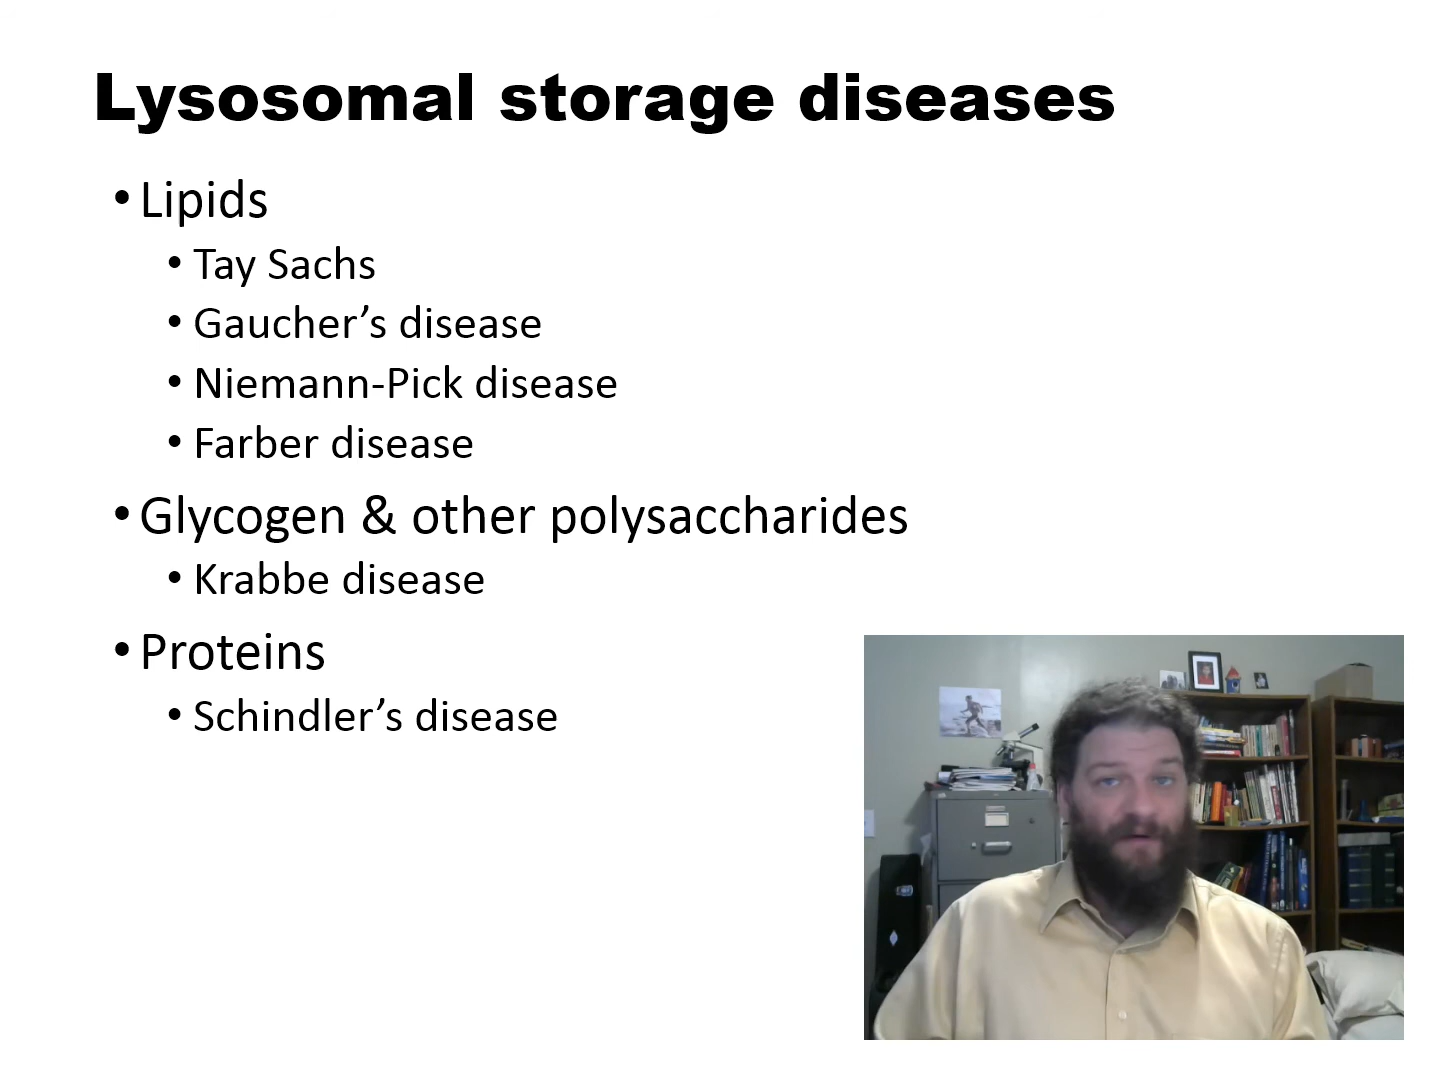 Lysosomal storage diseases
• Lipids
• Tay Sachs
• Gaucher’s disease
• Niemann-Pick disease
• Farber disease
• Glycogen & other polysaccharides
• Krabbe disease
• Proteins
• Schindler’s disease